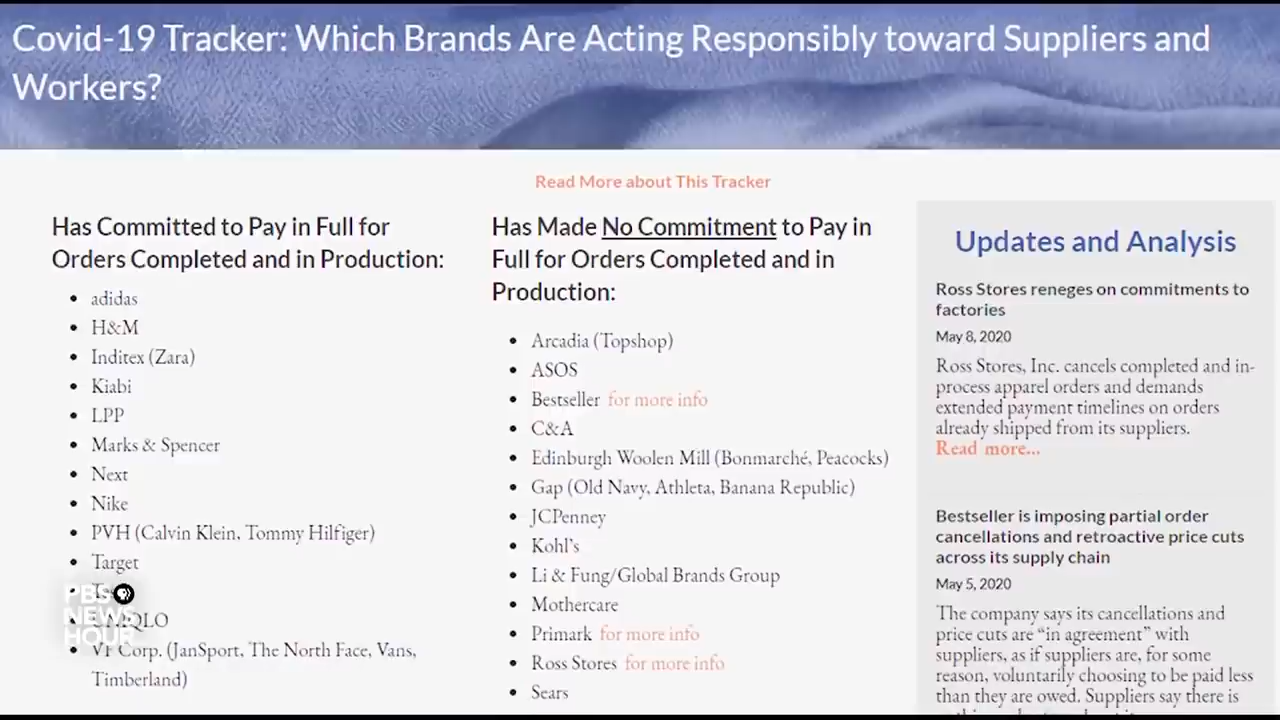 Covid-19 Tracker: Which Brands Are Acting Responsibly toward Suppliers and
Workers?
Read More about This Tracker
Has Committed to Pay in Full for
Orders Completed and in Production:
adidas
H&M
Inditex (Zara)
Kiabi
LPP
Marks & Spencer
Next
Nike
PVH (Calvin Klein, Tommy Hilfiger)
Target
UNIQLO
VF Corp. (JanSport, The North Face, Vans,
Timberland)
PBS
NEWS
HOUR
Has Made No Commitment to Pay in
Full for Orders Completed and in
Production:
Arcadia (Topshop)
ASOS
Bestseller for more info
C&A
Edinburgh Woolen Mill (Bonmarché, Peacocks)
Gap (Old Navy, Athleta, Banana Republic)
JCPenney
Kohl's
Li & Fung/Global Brands Group
Mothercare
Primark for more info
Ross Stores for more info
Sears
Updates and Analysis
Ross Stores reneges on commitments to
factories
May 8, 2020
Ross Stores, Inc. cancels completed and in-
process apparel orders and demands
extended payment timelines on orders
already shipped from its suppliers.
Read more...
Bestseller is imposing partial order
cancellations and retroactive price cuts
across its supply chain
May 5, 2020
The company says its cancellations and
price cuts are “in agreement” with
suppliers, as if suppliers are, for some
reason, voluntarily choosing to be paid less
than they are owed. Suppliers say there is